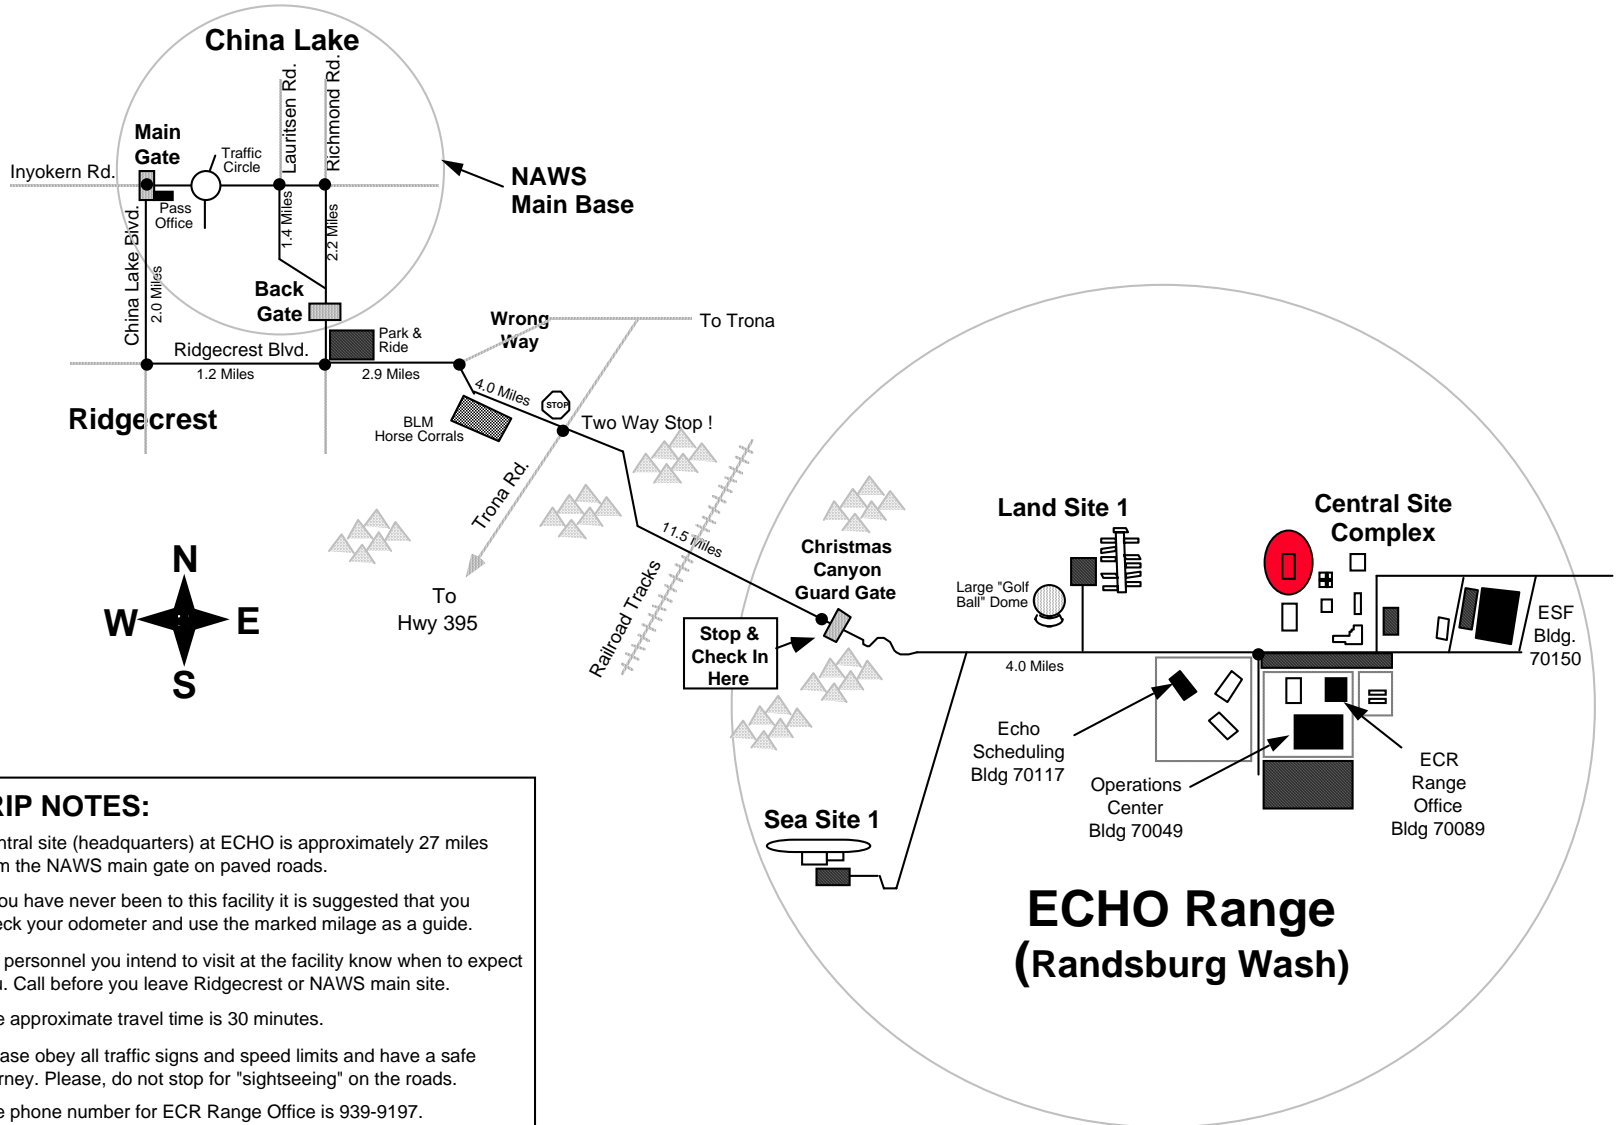 China Lake
Main
Gate
Inyokern Rd.
Traffic
Circle
Lauritsen Rd.
Richmond Rd.
Pass
Office
China Lake Blvd.
2.0 Miles
1.4 Miles
2.2 Miles
NAWS
Main Base
Back
Gate
Park &
Ride
Ridgecrest Blvd.
1.2 Miles
2.9 Miles
Wrong
Way
To Trona
Ridgecrest
4.0 Miles
STOP
BLM
Horse Corrals
Two Way Stop !
Trona Rd.
To
Hwy 395
N
W
E
S
11.5 Miles
Railroad Tracks
Christmas
Canyon
Guard Gate
Stop &
Check In
Here
Land Site 1
Large "Golf
Ball" Dome
4.0 Miles
Central Site
Complex
ESF
Bldg.
70150
Echo
Scheduling
Bldg 70117
Operations
Center
Bldg 70049
ECR
Range
Office
Bldg 70089
Sea Site 1
ECHO Range
(Randsburg Wash)
RIP NOTES:
ntral site (headquarters) at ECHO is approximately 27 miles
m the NAWS main gate on paved roads.
ou have never been to this facility it is suggested that you
eck your odometer and use the marked milage as a guide.
personnel you intend to visit at the facility know when to expect
u. Call before you leave Ridgecrest or NAWS main site.
e approximate travel time is 30 minutes.
ase obey all traffic signs and speed limits and have a safe
rney. Please, do not stop for "sightseeing" on the roads.
e phone number for ECR Range Office is 939-9197.